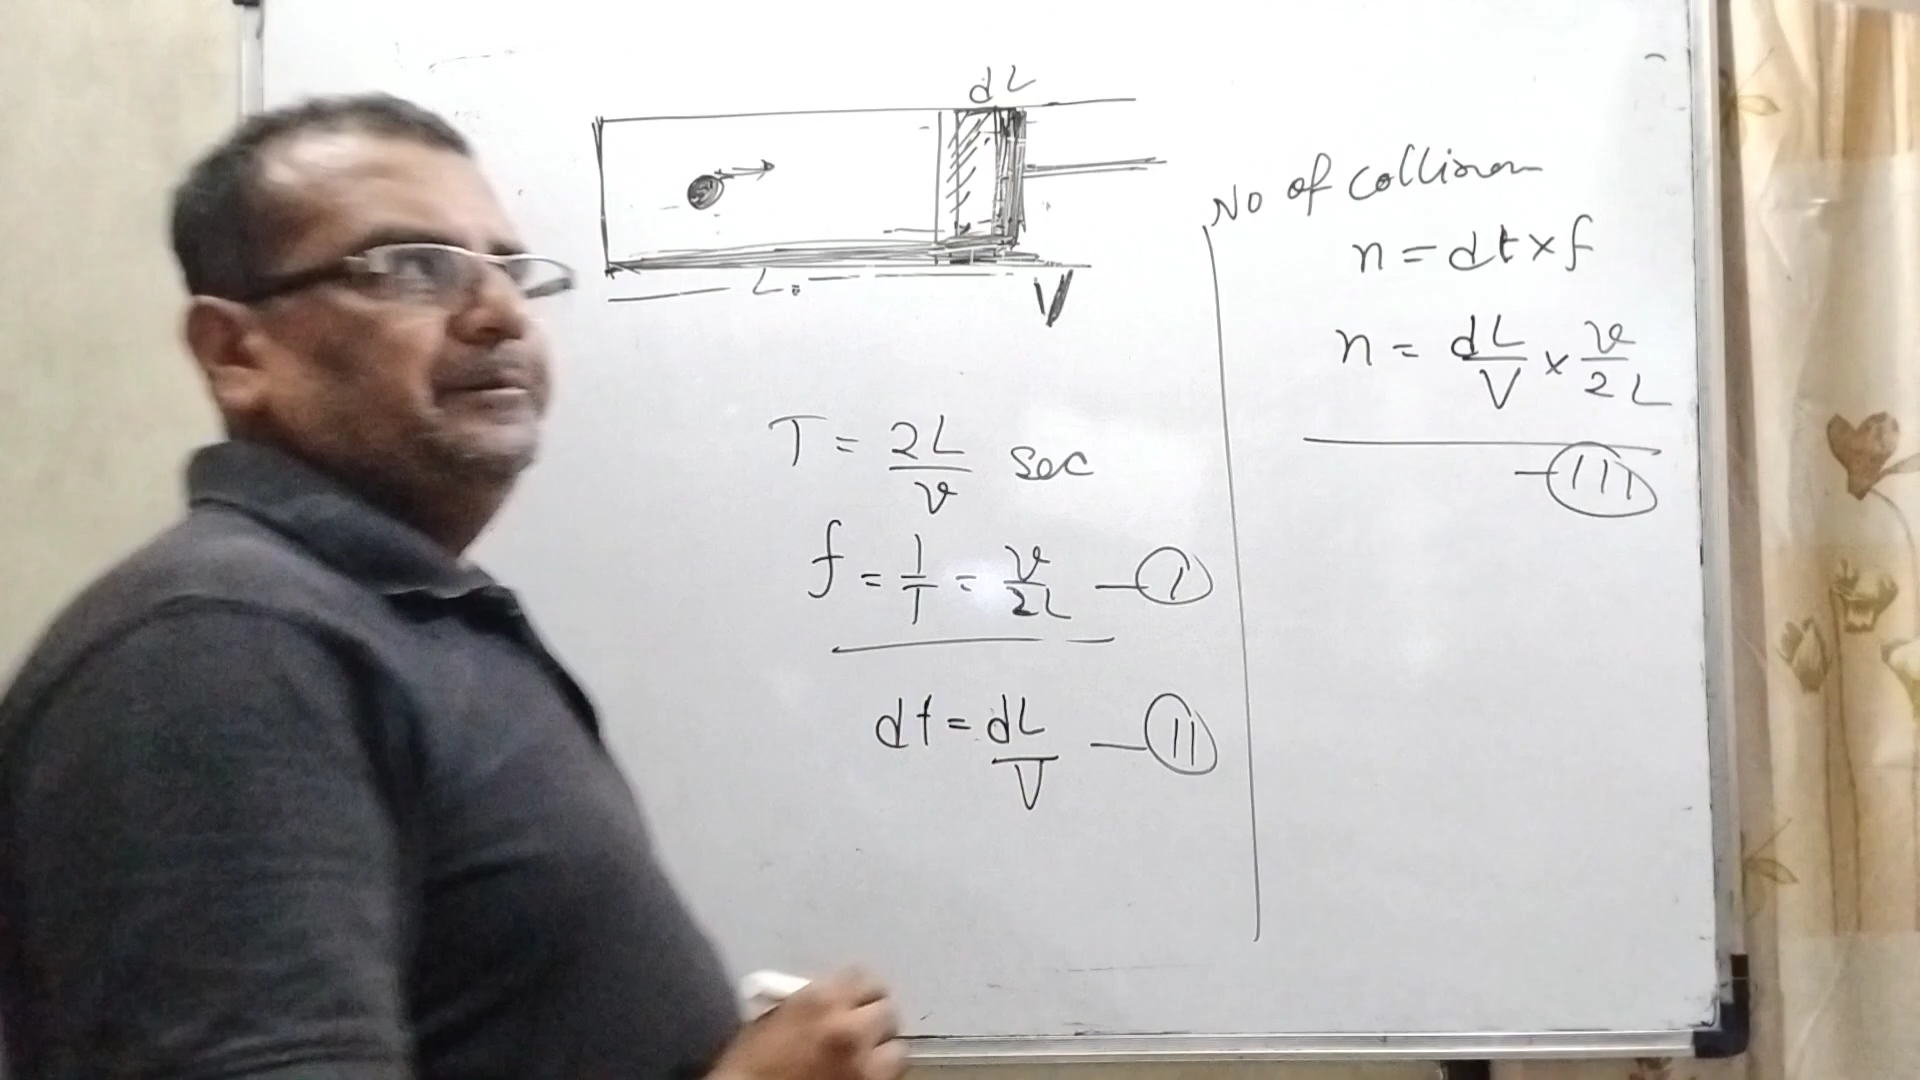 dL
L.
V
T = 2L/v sec
f = 1/T = v/2L — I
dt = dL/V — II
No of collision
n = dt × f
n = dL/V × v/2L
— III